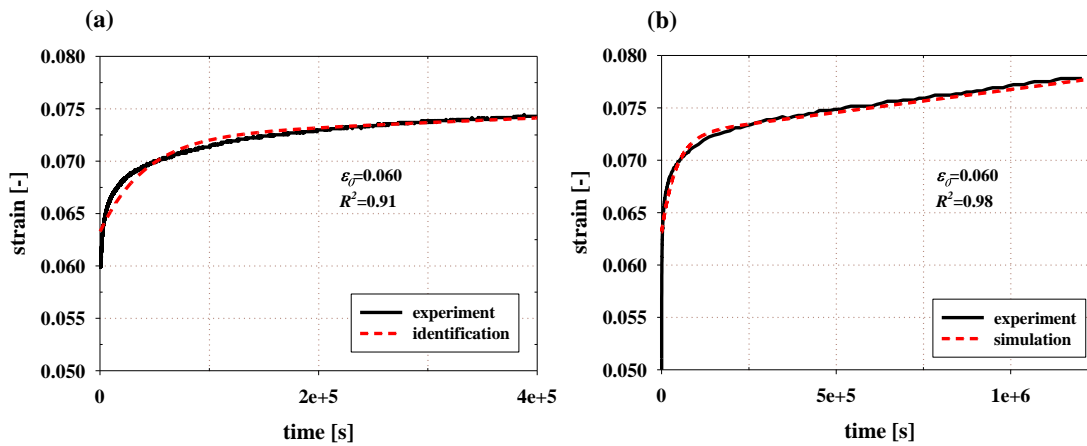 (a)
0.080
0.075
0.070
0.065
0.060
0.055
0.050
strain [-]
ε₀=0.060
R²=0.91
experiment
identification
0
2e+5
4e+5
time [s]
(b)
0.080
0.075
0.070
0.065
0.060
0.055
0.050
strain [-]
ε₀=0.060
R²=0.98
experiment
simulation
0
5e+5
1e+6
time [s]